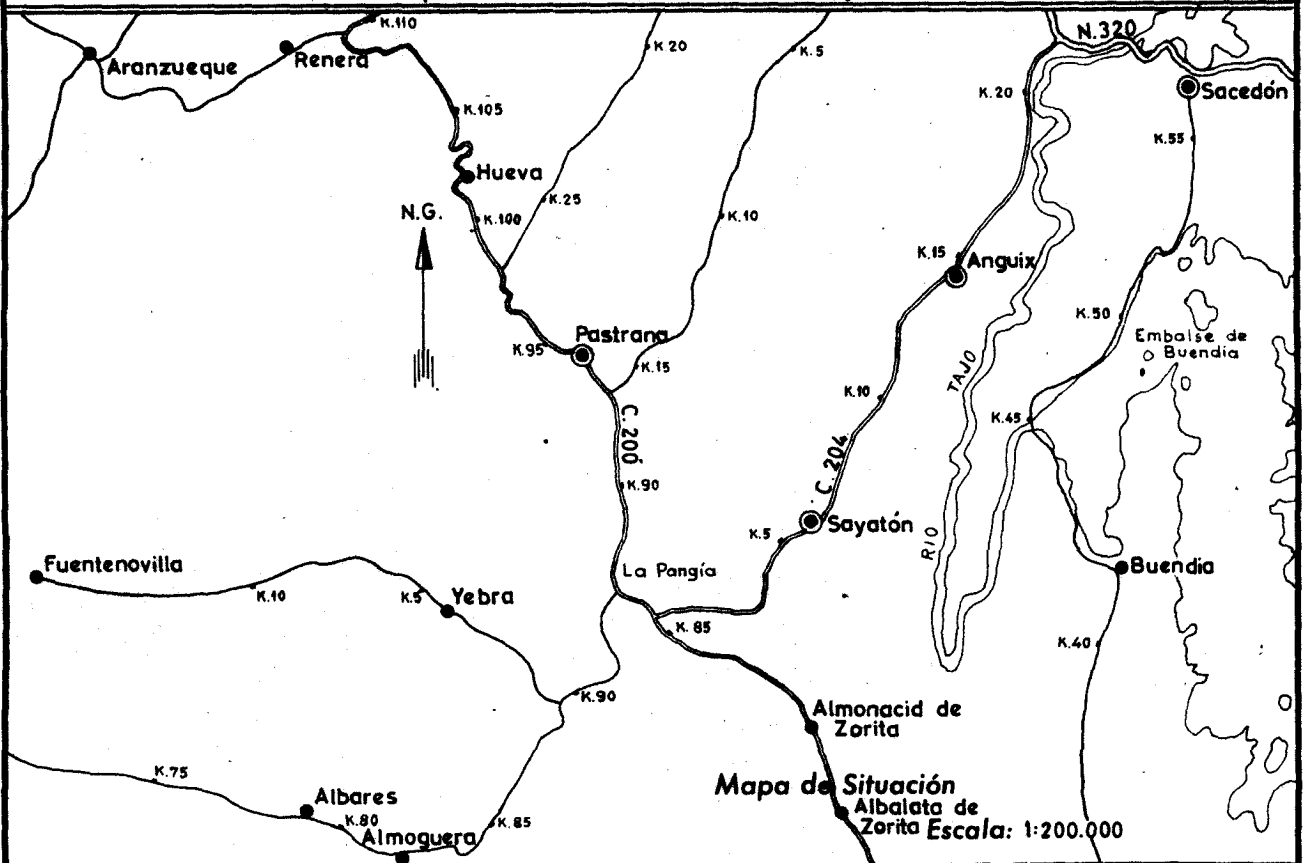 K.110
N.320
K.20
K.5
Aranzueque
Renera
K.20
Sacedón
K.105
K.55
Hueva
K.25
N.G.
K.100
K.10
K.15
Anguix
K.50
Pastrana
Embalse de
Buendia
K.95
K.15
TAJO
K.10
K.45
C.200
C.204
K.90
Sayatón
K.5
RIO
Fuentenovilla
La Pangía
Buendia
K.10
K.5
Yebra
K.85
K.40
K.90
Almonacid de
Zorita
K.75
Mapa de Situación
Albares
Albalata de
Zorita
Escala: 1:200.000
K.80
K.85
Almoguera